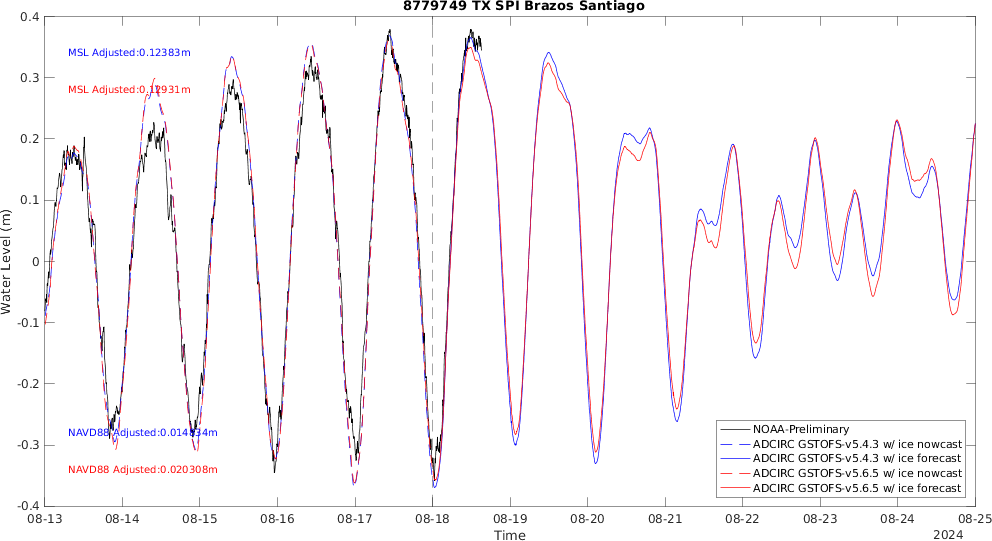 8779749 TX SPI Brazos Santiago
0.4
0.3
0.2
0.1
0
-0.1
-0.2
-0.3
-0.4
Water Level (m)
MSL Adjusted:0.12383m
MSL Adjusted:0.12931m
NAVD88 Adjusted:0.014834m
NAVD88 Adjusted:0.020308m
NOAA-Preliminary
ADCIRC GSTOFS-v5.4.3 w/ ice nowcast
ADCIRC GSTOFS-v5.4.3 w/ ice forecast
ADCIRC GSTOFS-v5.6.5 w/ ice nowcast
ADCIRC GSTOFS-v5.6.5 w/ ice forecast
08-13 08-14 08-15 08-16 08-17 08-18 08-19 08-20 08-21 08-22 08-23 08-24 08-25
Time
2024